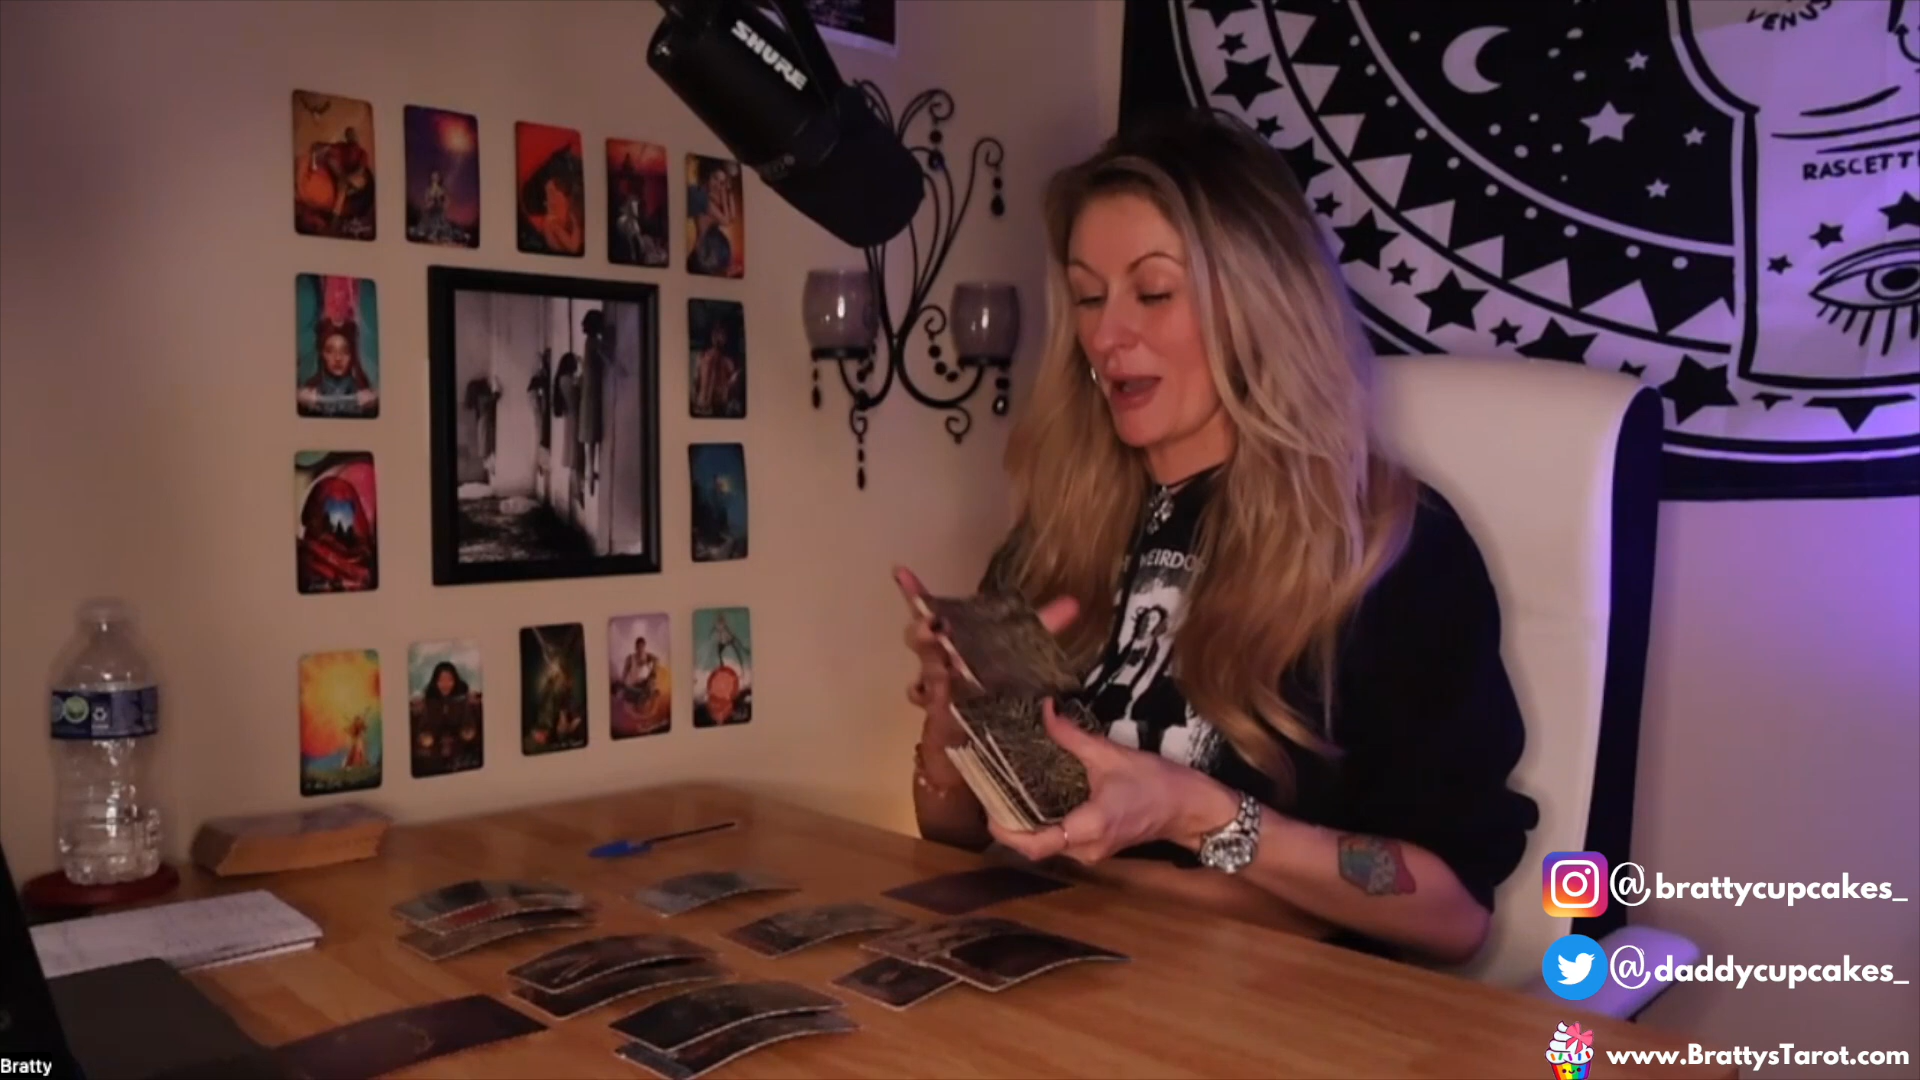 SHURE
VENUS
RASCETT
WEIRDO
@brattycupcakes_
@daddycupcakes_
www.BrattysTarot.com
Bratty